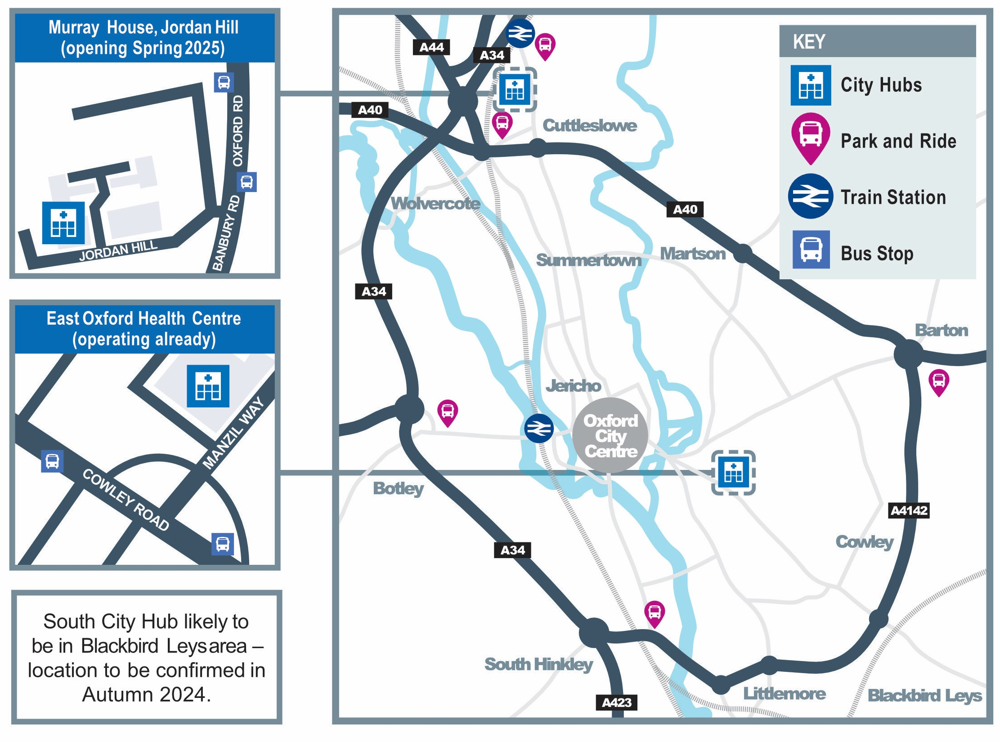 Murray House, Jordan Hill
(opening Spring 2025)
OXFORD RD
BANBURY RD
JORDAN HILL
East Oxford Health Centre
(operating already)
MANZIL WAY
COWLEY ROAD
South City Hub likely to
be in Blackbird Leys area –
location to be confirmed in
Autumn 2024.
A44
A34
A40
Cuttleslowe
Wolvercote
A40
Summertown
Martson
A34
Barton
Jericho
Oxford
City
Centre
Botley
A4142
Cowley
A34
South Hinkley
Littlemore
Blackbird Leys
A423
KEY
City Hubs
Park and Ride
Train Station
Bus Stop